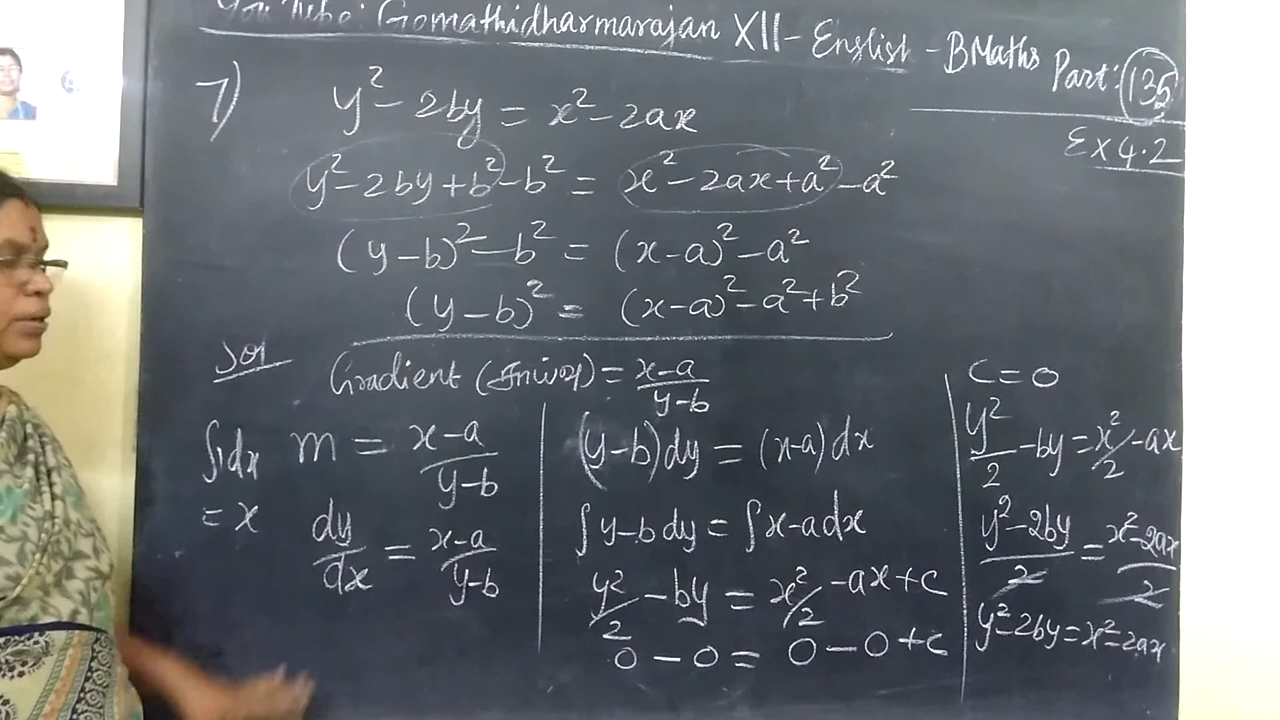 You Tube: Gomathidharmarajan XII - English - BMaths Part: 135
Ex 4.2
7) y² - 2by = x² - 2ax
y² - 2by + b² - b² = x² - 2ax + a² - a²
(y-b)² - b² = (x-a)² - a²
(y-b)² = (x-a)² - a² + b²
Sol
Gradient (சாய்வு) = x-a / y-b
∫1dx
= x
m = x-a / y-b
dy/dx = x-a / y-b
(y-b)dy = (x-a)dx
∫y-b dy = ∫x-a dx
y²/2 - by = x²/2 - ax + c
0 - 0 = 0 - 0 + c
c = 0
y²/2 - by = x²/2 - ax
y² - 2by / 2 = x² - 2ax / 2
y² - 2by = x² - 2ax